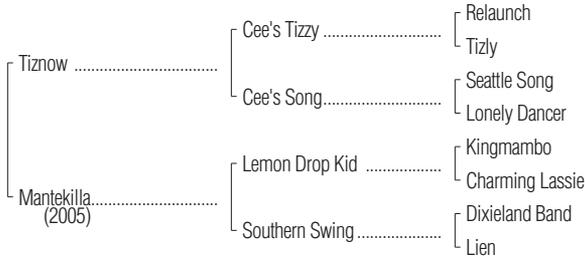 Relaunch
Cee's Tizzy ........................
Tizly
Tiznow .............................
Seattle Song
Cee's Song........................
Lonely Dancer
Kingmambo
Lemon Drop Kid ...............
Charming Lassie
Mantekilla.........................
(2005)
Dixieland Band
Southern Swing .................
Lien